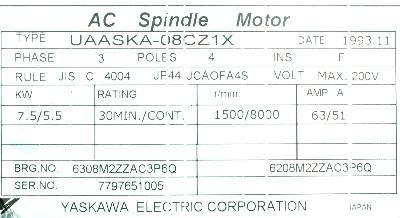 AC Spindle Motor
TYPE UAASKA-08CZ1X DATE 1993.11
PHASE 3 POLES 4 INS F
RULE JIS C 4004 JP44 JCAOFA4S VOLT MAX. 200V
KW RATING r/min AMP A
7.5/5.5 30MIN./CONT. 1500/8000 63/51
BRG.NO. 6308M2ZZAC3P6Q 6208M2ZZAC3P6Q
SER.NO. 7797651005
YASKAWA ELECTRIC CORPORATION JAPAN